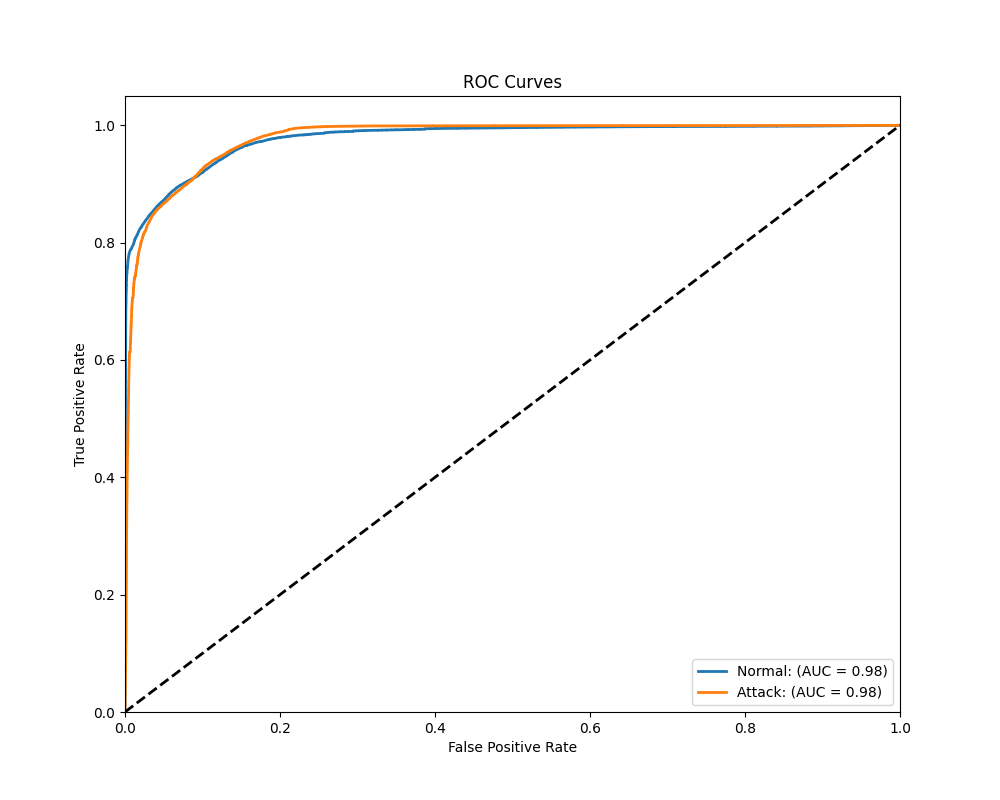 ROC Curves
True Positive Rate
1.0
0.8
0.6
0.4
0.2
0.0
Normal: (AUC = 0.98)
Attack: (AUC = 0.98)
0.0 0.2 0.4 0.6 0.8 1.0
False Positive Rate